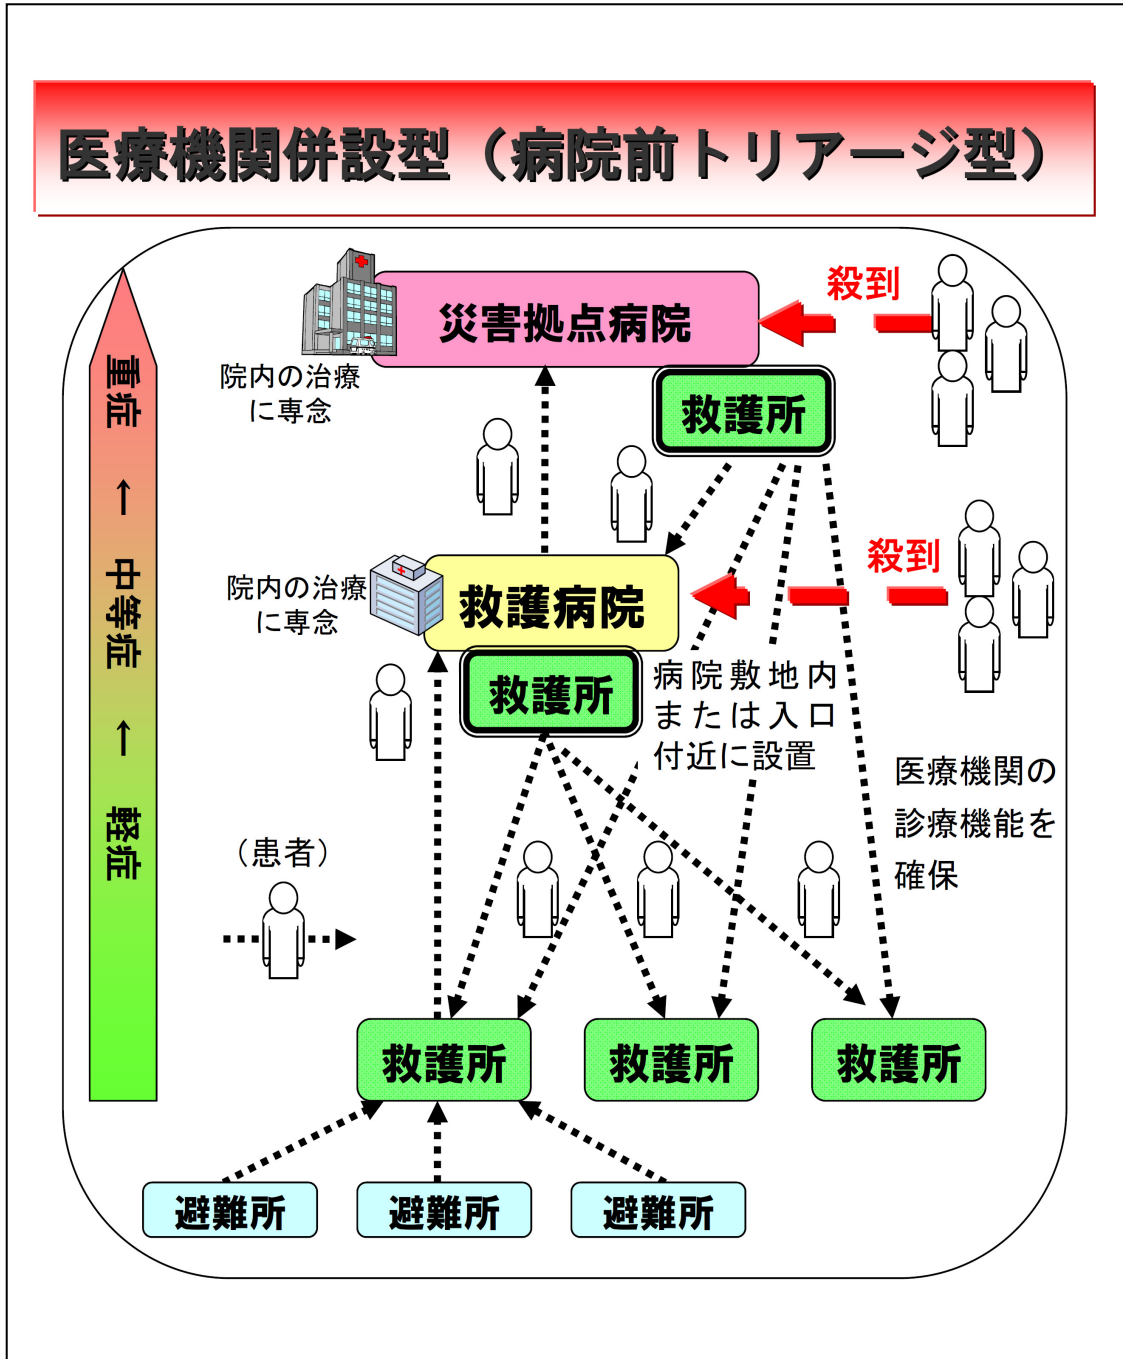 医療機関併設型（病院前トリアージ型）
殺到
災害拠点病院
院内の治療
に専念
救護所
重症 ← 中等症 ← 軽症
殺到
院内の治療
に専念
救護病院
救護所
病院敷地内
または入口
付近に設置
医療機関の
診療機能を
確保
（患者）
救護所
救護所
救護所
避難所
避難所
避難所